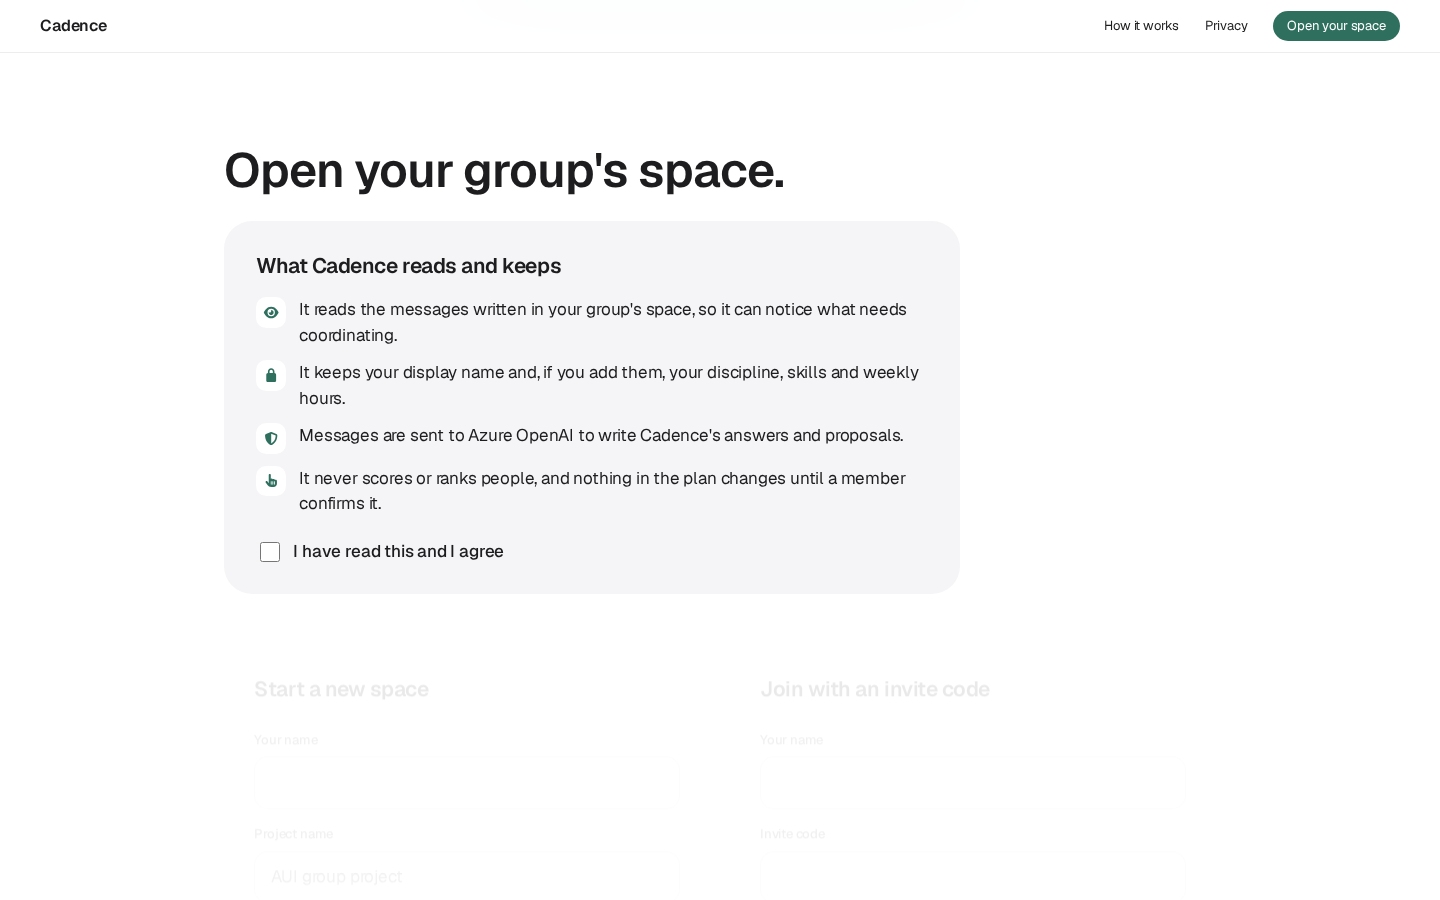 Cadence
How it works
Privacy
Open your space
Open your group's space.
What Cadence reads and keeps
It reads the messages written in your group's space, so it can notice what needs
coordinating.
It keeps your display name and, if you add them, your discipline, skills and weekly
hours.
Messages are sent to Azure OpenAI to write Cadence's answers and proposals.
It never scores or ranks people, and nothing in the plan changes until a member
confirms it.
I have read this and I agree
Start a new space
Your name
Project name
AUI group project
Join with an invite code
Your name
Invite code